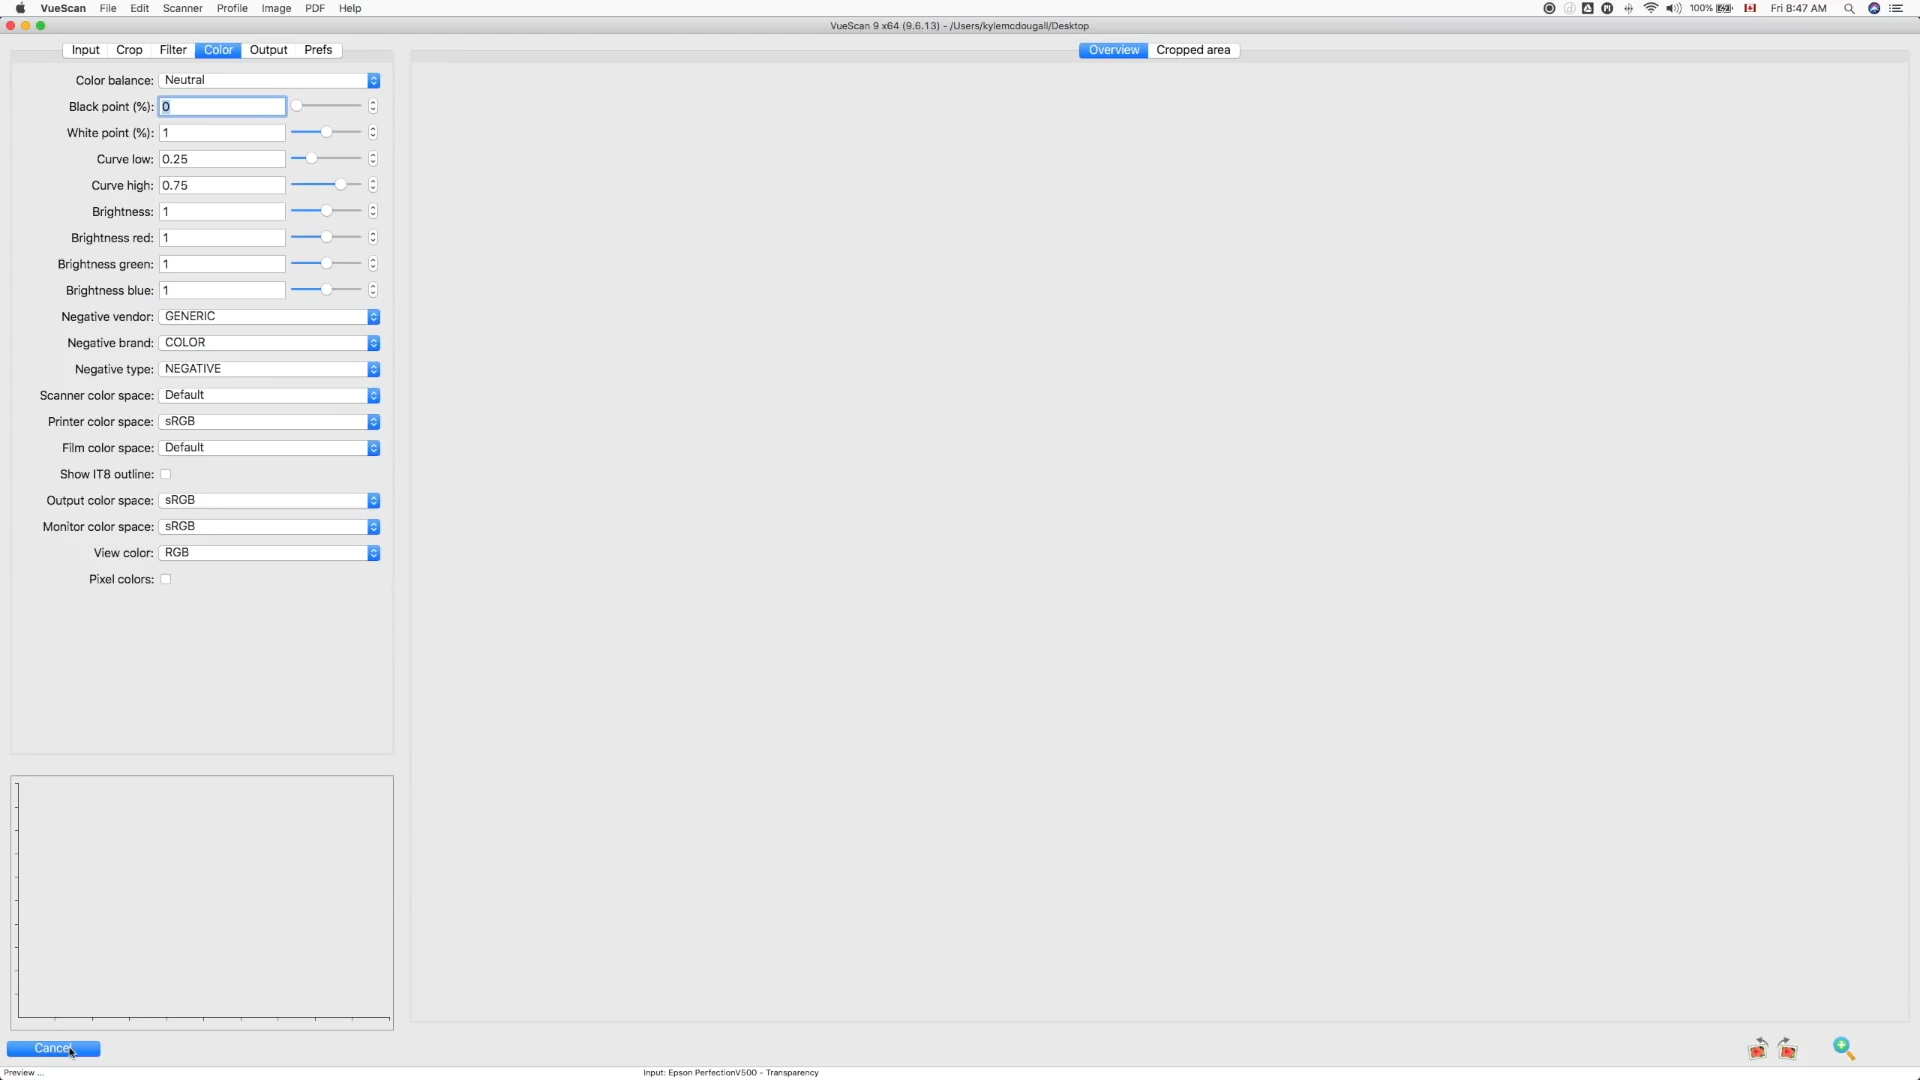 VueScan File Edit Scanner Profile Image PDF Help 100% Fri 8:47 AM
VueScan 9 x64 (9.6.13) - /Users/kylemcdougall/Desktop
Input Crop Filter Color Output Prefs
Overview Cropped area
Color balance: Neutral
Black point (%): 0
White point (%): 1
Curve low: 0.25
Curve high: 0.75
Brightness: 1
Brightness red: 1
Brightness green: 1
Brightness blue: 1
Negative vendor: GENERIC
Negative brand: COLOR
Negative type: NEGATIVE
Scanner color space: Default
Printer color space: sRGB
Film color space: Default
Show IT8 outline:
Output color space: sRGB
Monitor color space: sRGB
View color: RGB
Pixel colors:
Cancel
Preview ... Input: Epson PerfectionV500 - Transparency